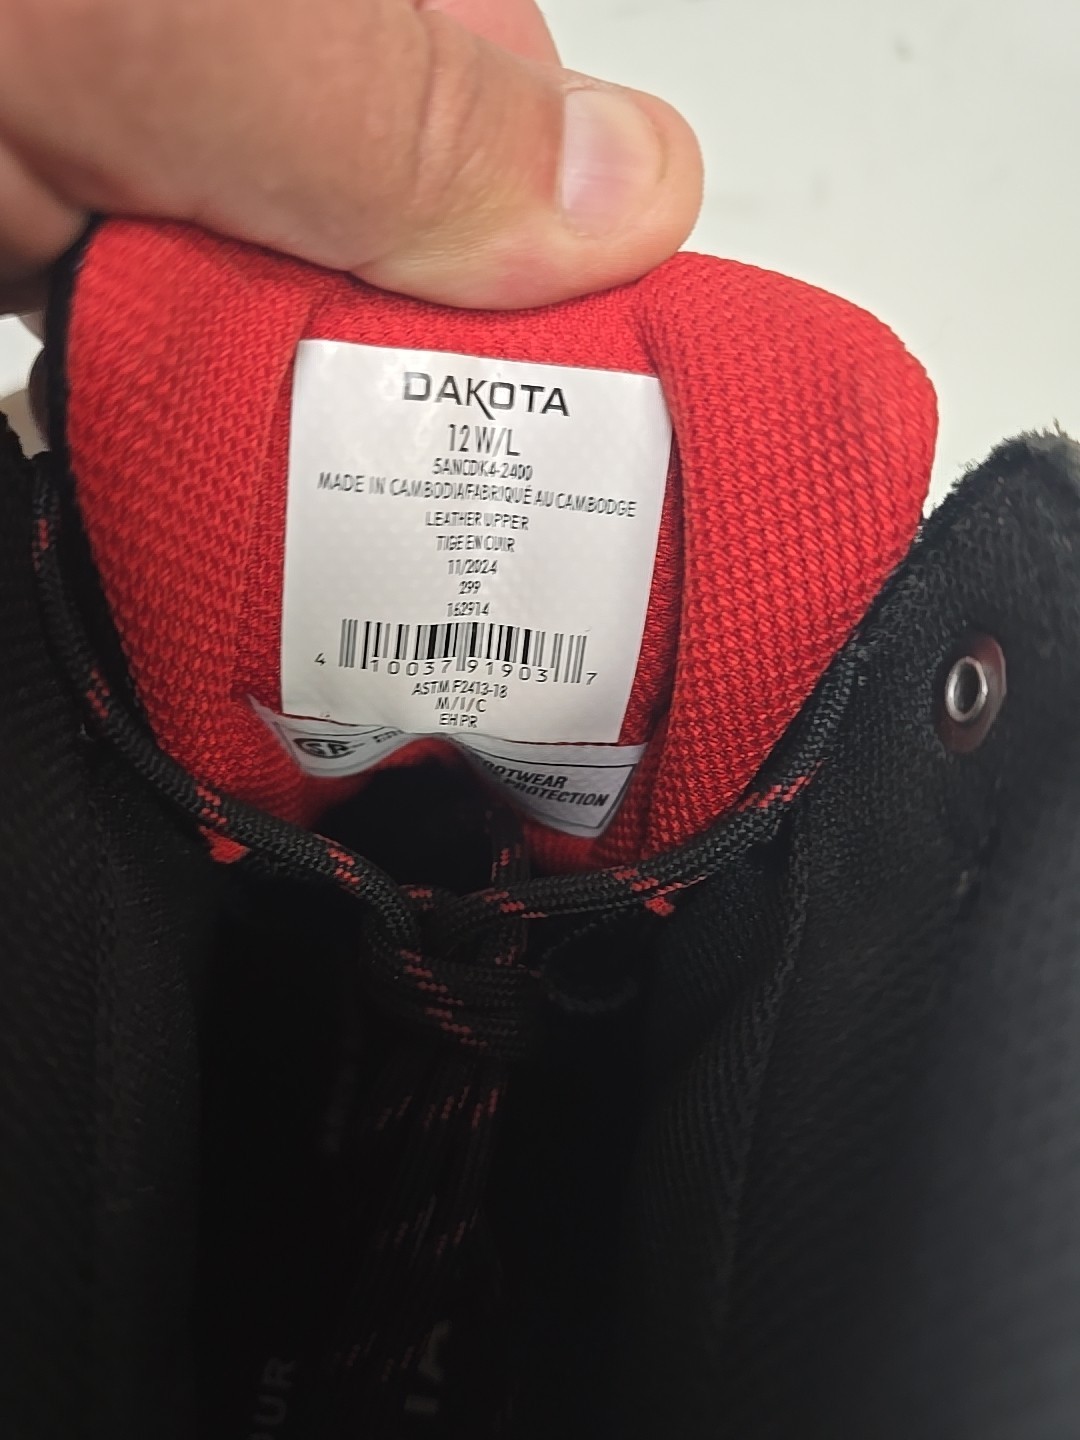 DAKOTA
12 W/L
5ANCDK4-2400
MADE IN CAMBODIA/FABRIQUÉ AU CAMBODGE
LEATHER UPPER
TIGE EN CUIR
11/2024
299
162914
4 10037 91903 7
ASTM F2413-18
M/I/C
EH PR
PROTECTION